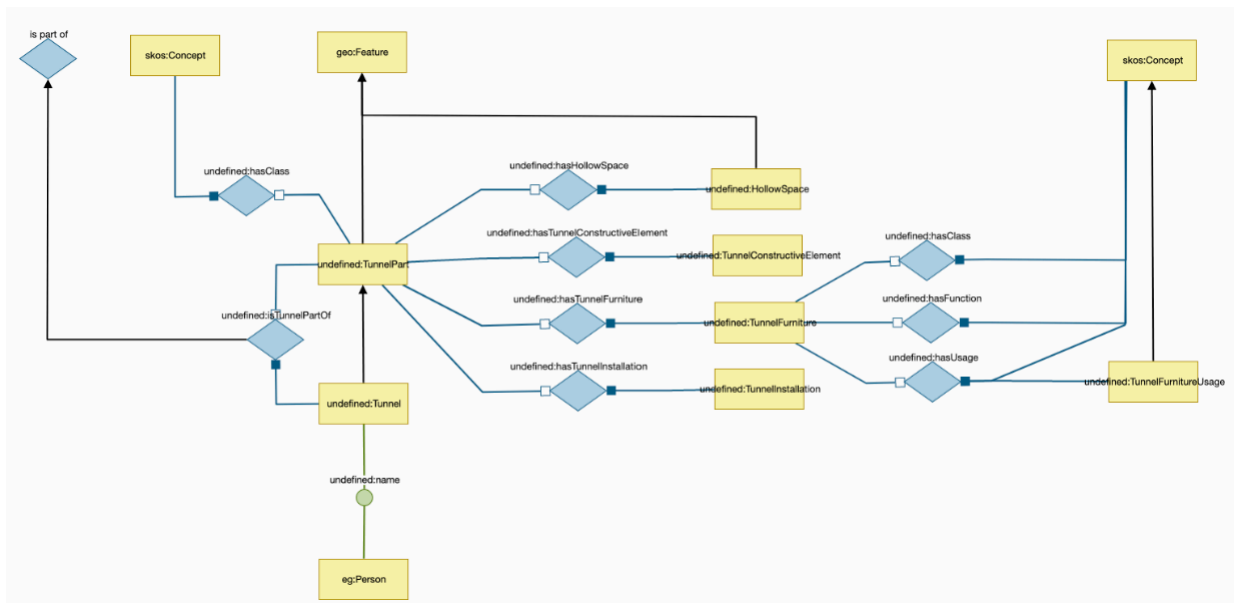 is part of
skos:Concept
geo:Feature
skos:Concept
undefined:hasClass
undefined:hasHollowSpace
undefined:HollowSpace
undefined:hasTunnelConstructiveElement
undefined:hasClass
undefined:TunnelPart
undefined:TunnelConstructiveElement
undefined:hasTunnelFurniture
undefined:hasFunction
undefined:isTunnelPartOf
undefined:TunnelFurniture
undefined:hasTunnelInstallation
undefined:hasUsage
undefined:TunnelInstallation
undefined:TunnelFurnitureUsage
undefined:Tunnel
undefined:name
eg:Person